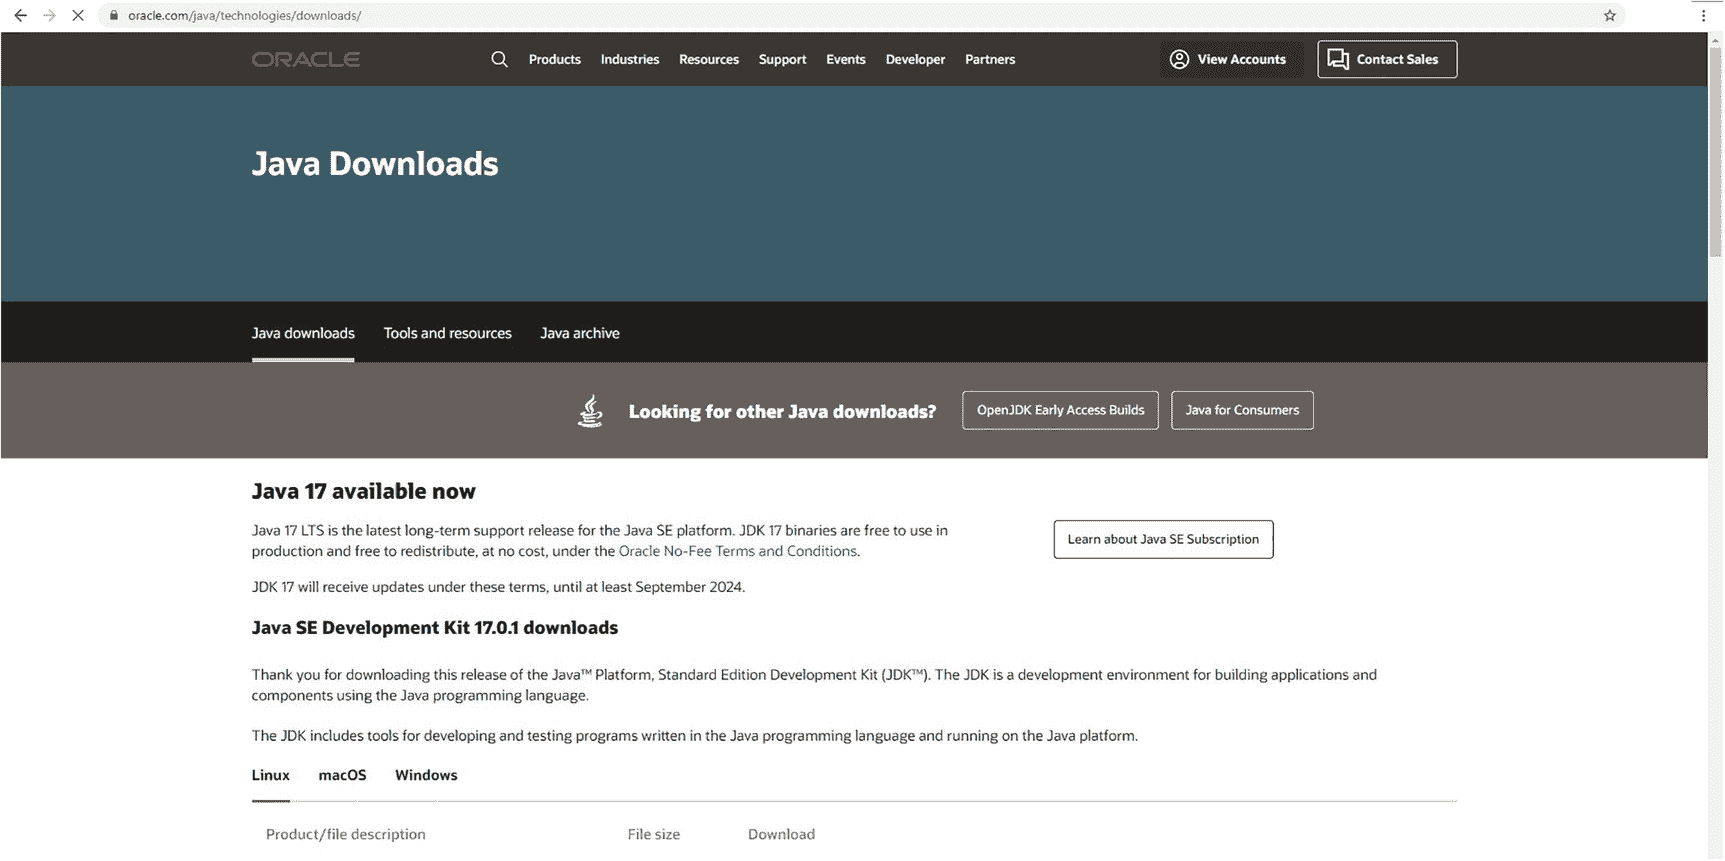 oracle.com/java/technologies/downloads/
ORACLE
Products Industries Resources Support Events Developer Partners
View Accounts
Contact Sales
Java Downloads
Java downloads Tools and resources Java archive
Looking for other Java downloads?
OpenJDK Early Access Builds
Java for Consumers
Java 17 available now
Java 17 LTS is the latest long-term support release for the Java SE platform. JDK 17 binaries are free to use in
production and free to redistribute, at no cost, under the Oracle No-Fee Terms and Conditions.
Learn about Java SE Subscription
JDK 17 will receive updates under these terms, until at least September 2024.
Java SE Development Kit 17.0.1 downloads
Thank you for downloading this release of the Java™ Platform, Standard Edition Development Kit (JDK™). The JDK is a development environment for building applications and
components using the Java programming language.
The JDK includes tools for developing and testing programs written in the Java programming language and running on the Java platform.
Linux macOS Windows
Product/file description File size Download